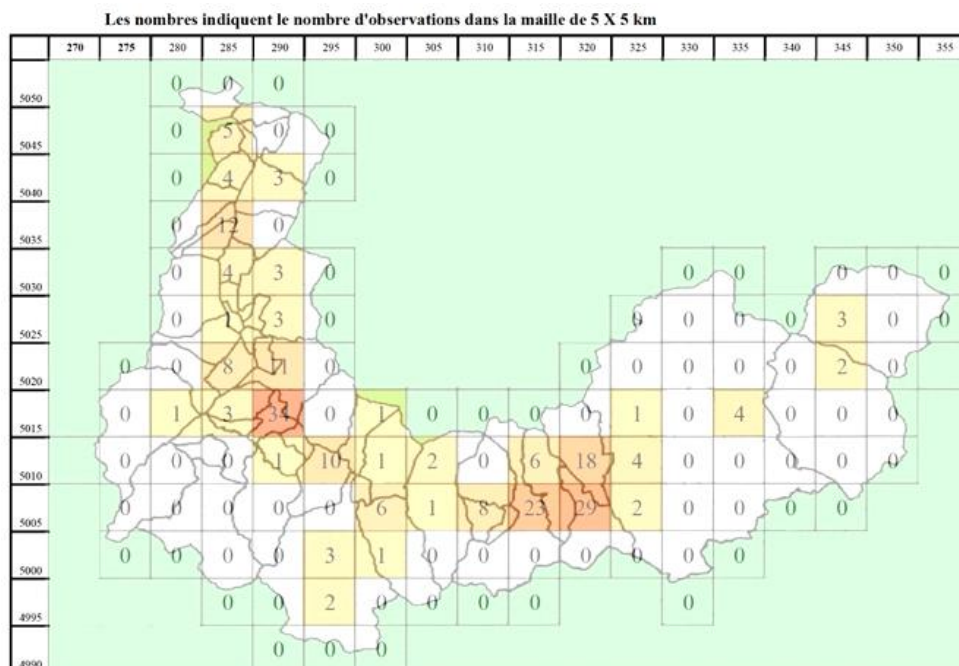 Les nombres indiquent le nombre d'observations dans la maille de 5 X 5 km
270 275 280 285 290 295 300 305 310 315 320 325 330 335 340 345 350 355
5050 0 0 0
5045 0 5 0 0
5040 0 4 3 0
5035 0 12 0
5030 0 4 3 0 0 0 0 0 0
5025 0 1 3 0 0 0 0 0 3 0 0
5020 0 0 8 0 0 0 0 0 0 2 0
5015 0 1 3 34 0 1 0 0 0 0 1 0 4 0 0 0
5010 0 0 0 1 10 1 2 0 6 18 4 0 0 0 0 0
5005 0 0 0 0 0 6 1 8 23 29 2 0 0 0 0
5000 0 0 0 0 3 1 0 0 0 0 0 0 0
4995 0 0 2 0 0 0 0 0
4990 0 0 0